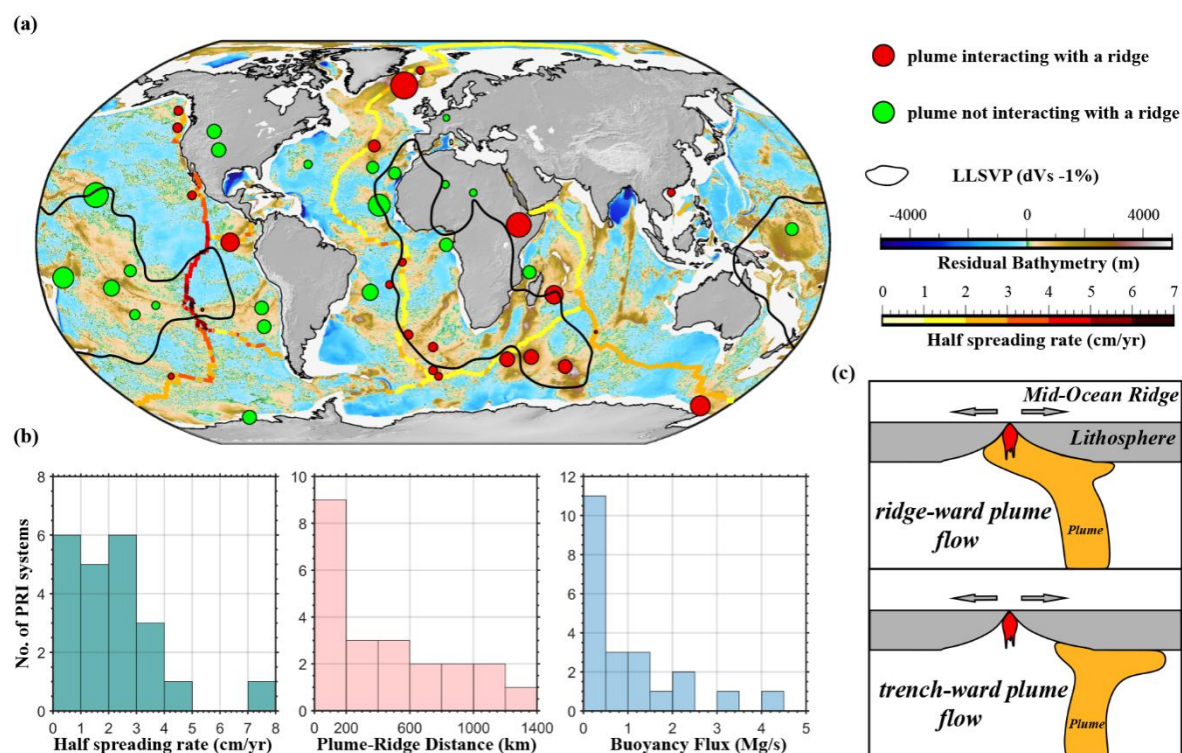 (a)
plume interacting with a ridge
plume not interacting with a ridge
LLSVP (dVs -1%)
-4000 0 4000
Residual Bathymetry (m)
0 1 2 3 4 5 6 7
Half spreading rate (cm/yr)
(b)
No. of PRI systems
8
6
4
2
0
0 2 4 6 8
Half spreading rate (cm/yr)
10
8
6
4
2
0
0 200 600 1000 1400
Plume-Ridge Distance (km)
12
10
8
6
4
2
0
0 1 2 3 4 5
Buoyancy Flux (Mg/s)
(c)
Mid-Ocean Ridge
Lithosphere
ridge-ward plume
flow
Plume
trench-ward plume
flow
Plume